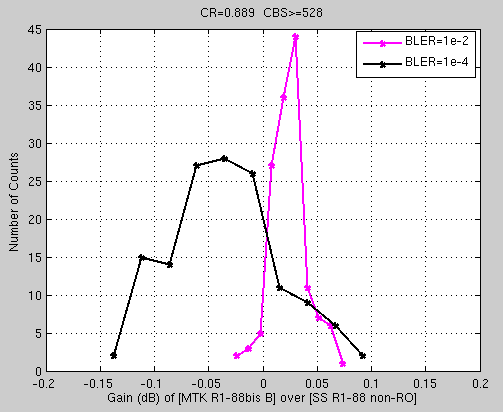 CR=0.889 CBS>=528
BLER=1e-2
BLER=1e-4
45
40
35
30
25
20
15
10
5
0
Number of Counts
-0.2 -0.15 -0.1 -0.05 0 0.05 0.1 0.15 0.2
Gain (dB) of [MTK R1-88bis B] over [SS R1-88 non-RO]